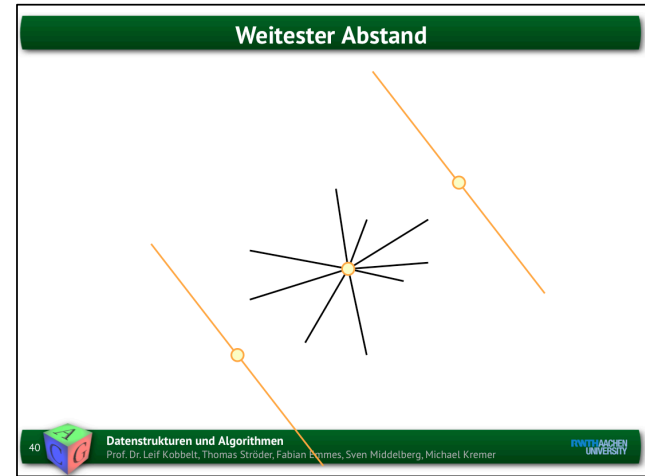 Weitester Abstand
40
A
C G
Datenstrukturen und Algorithmen
Prof. Dr. Leif Kobbelt, Thomas Ströder, Fabian Emmes, Sven Middelberg, Michael Kremer
RWTHAACHEN
UNIVERSITY